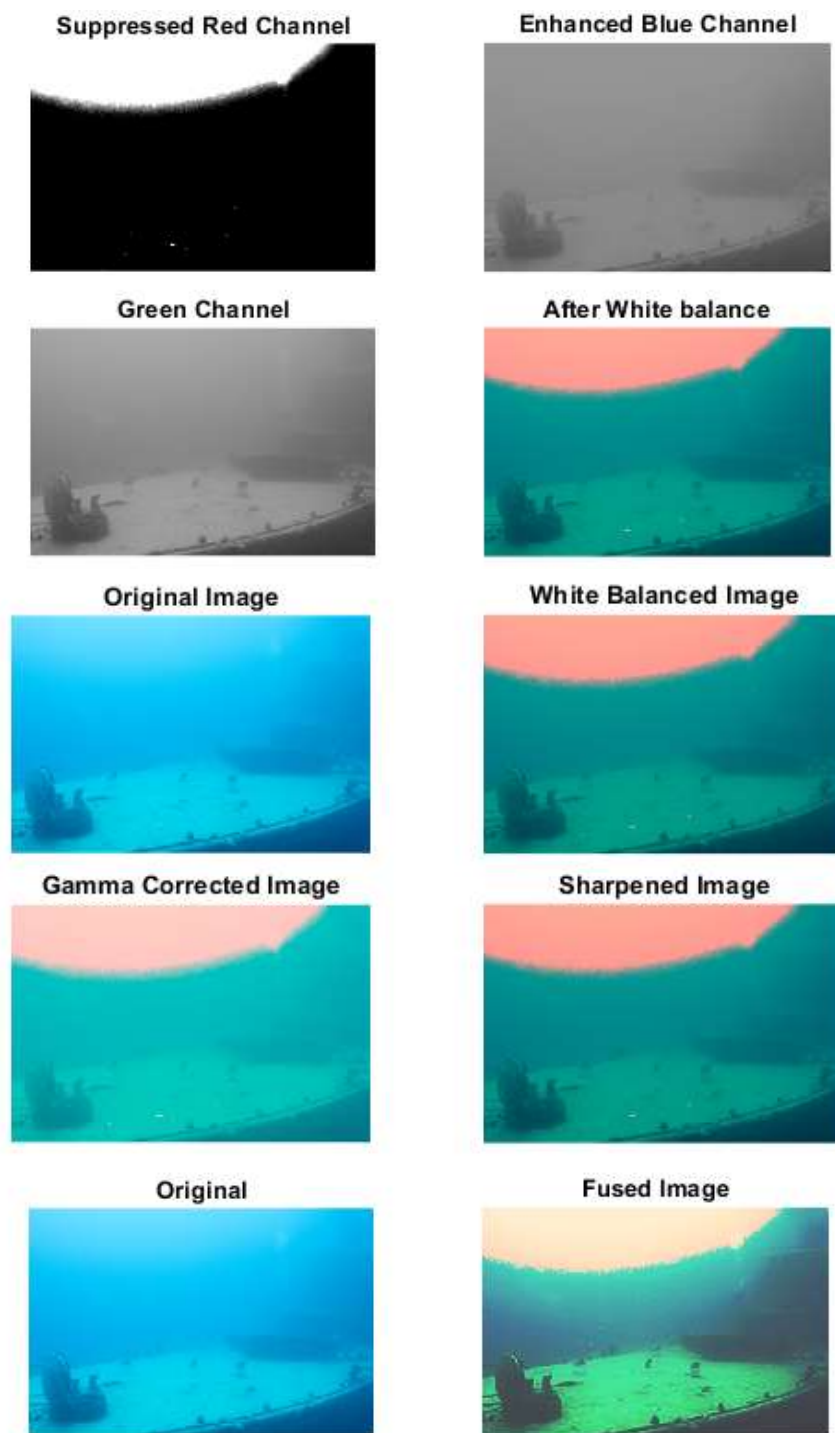 Suppressed Red Channel
Enhanced Blue Channel
Green Channel
After White balance
Original Image
White Balanced Image
Gamma Corrected Image
Sharpened Image
Original
Fused Image